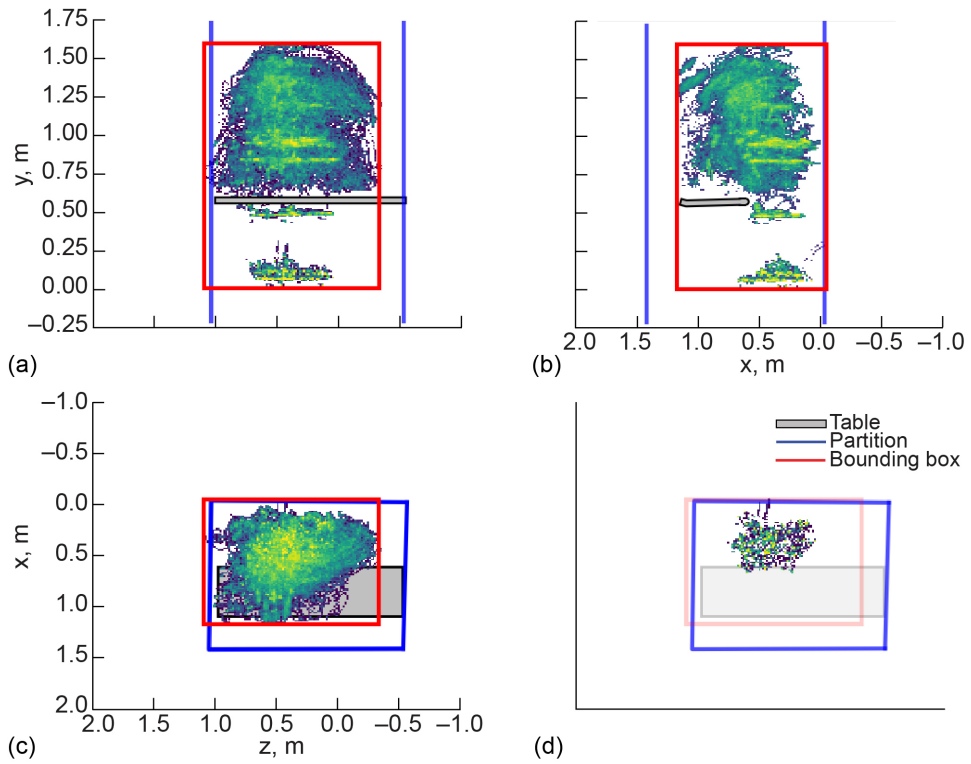 1.75
1.50
1.25
1.00
0.75
0.50
0.25
0.00
–0.25
y, m
(a)
2.0 1.5 1.0 0.5 0.0 –0.5 –1.0
x, m
(b)
–1.0
–0.5
0.0
0.5
1.0
1.5
2.0
x, m
2.0 1.5 1.0 0.5 0.0 –0.5 –1.0
z, m
(c)
Table
Partition
Bounding box
(d)